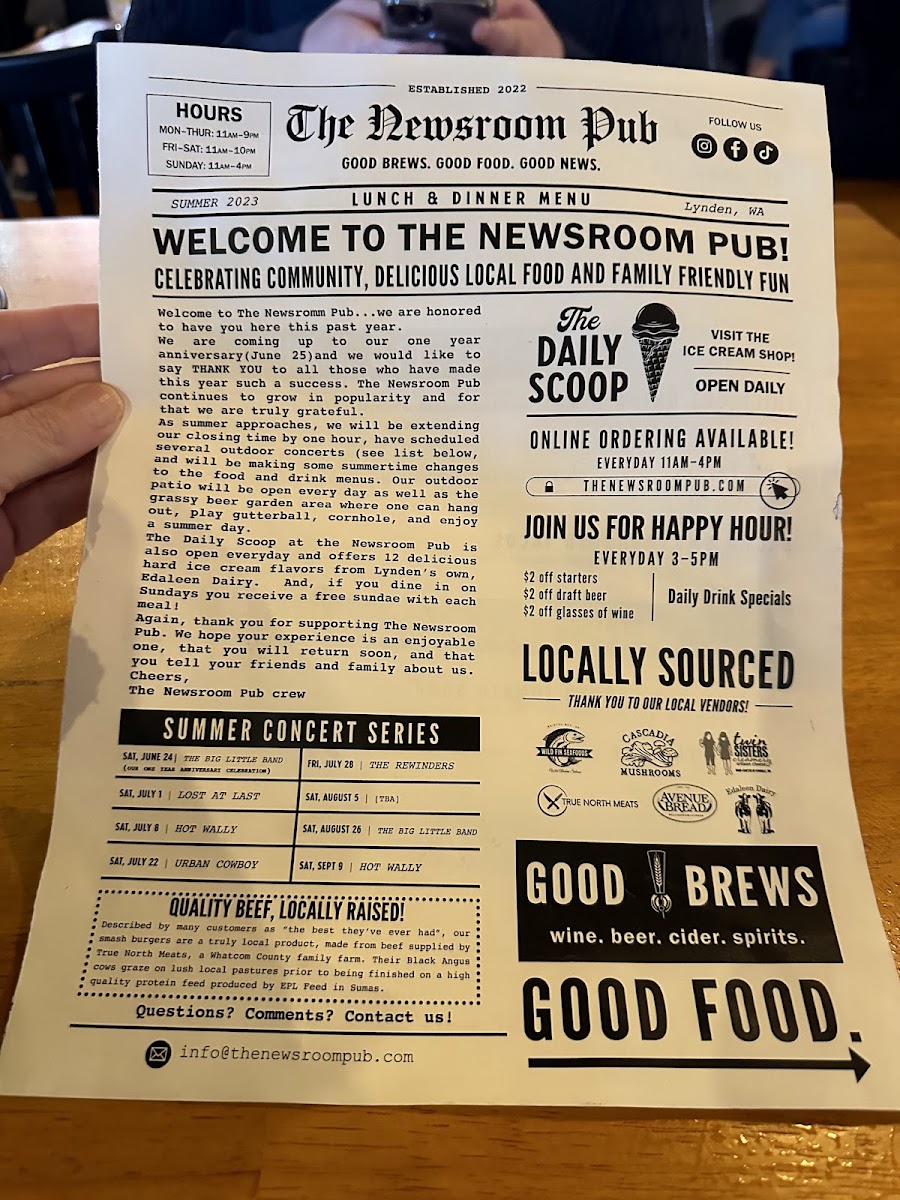 ESTABLISHED 2022
HOURS
MON-THUR: 11AM-9PM
FRI-SAT: 11AM-10PM
SUNDAY: 11AM-4PM
The Newsroom Pub
GOOD BREWS. GOOD FOOD. GOOD NEWS.
FOLLOW US
SUMMER 2023
LUNCH & DINNER MENU
Lynden, WA
WELCOME TO THE NEWSROOM PUB!
CELEBRATING COMMUNITY, DELICIOUS LOCAL FOOD AND FAMILY FRIENDLY FUN
Welcome to The Newsromm Pub...we are honored
to have you here this past year.
We are coming up to our one year
anniversary(June 25)and we would like to
say THANK YOU to all those who have made
this year such a success. The Newsroom Pub
continues to grow in popularity and for
that we are truly grateful.
As summer approaches, we will be extending
our closing time by one hour, have scheduled
several outdoor concerts (see list below,
and will be making some summertime changes
to the food and drink menus. Our outdoor
patio will be open every day as well as the
grassy beer garden area where one can hang
out, play gutterball, cornhole, and enjoy
a summer day.
The Daily Scoop at the Newsroom Pub is
also open everyday and offers 12 delicious
hard ice cream flavors from Lynden's own,
Edaleen Dairy. And, if you dine in on
Sundays you receive a free sundae with each
meal!
Again, thank you for supporting The Newsroom
Pub. We hope your experience is an enjoyable
one, that you will return soon, and that
you tell your friends and family about us.
Cheers,
The Newsroom Pub crew
SUMMER CONCERT SERIES
SAT, JUNE 24| THE BIG LITTLE BAND
(OUR ONE YEAR ANNIVERSARY CELEBRATION)
SAT, JULY 1 | LOST AT LAST
SAT, JULY 8 | HOT WALLY
SAT, JULY 22 | URBAN COWBOY
FRI, JULY 28 | THE REWINDERS
SAT, AUGUST 5 | [TBA]
SAT, AUGUST 26 | THE BIG LITTLE BAND
SAT, SEPT 9 | HOT WALLY
QUALITY BEEF, LOCALLY RAISED!
Described by many customers as "the best they've ever had", our
smash burgers are a truly local product, made from beef supplied by
True North Meats, a Whatcom County family farm. Their Black Angus
cows graze on lush local pastures prior to being finished on a high
quality protein feed produced by EPL Feed in Sumas.
Questions? Comments? Contact us!
info@thenewsroompub.com
The
DAILY
SCOOP
VISIT THE
ICE CREAM SHOP!
OPEN DAILY
ONLINE ORDERING AVAILABLE!
EVERYDAY 11AM-4PM
THENEWSROOMPUB.COM
JOIN US FOR HAPPY HOUR!
EVERYDAY 3-5PM
$2 off starters
$2 off draft beer
$2 off glasses of wine
Daily Drink Specials
LOCALLY SOURCED
THANK YOU TO OUR LOCAL VENDORS!
WILD FIN SEAFOODS
CASCADIA
MUSHROOMS
twin
SISTERS
creamery
TRUE NORTH MEATS
AVENUE
BREAD
Edaleen Dairy
GOOD BREWS
wine. beer. cider. spirits.
GOOD FOOD.